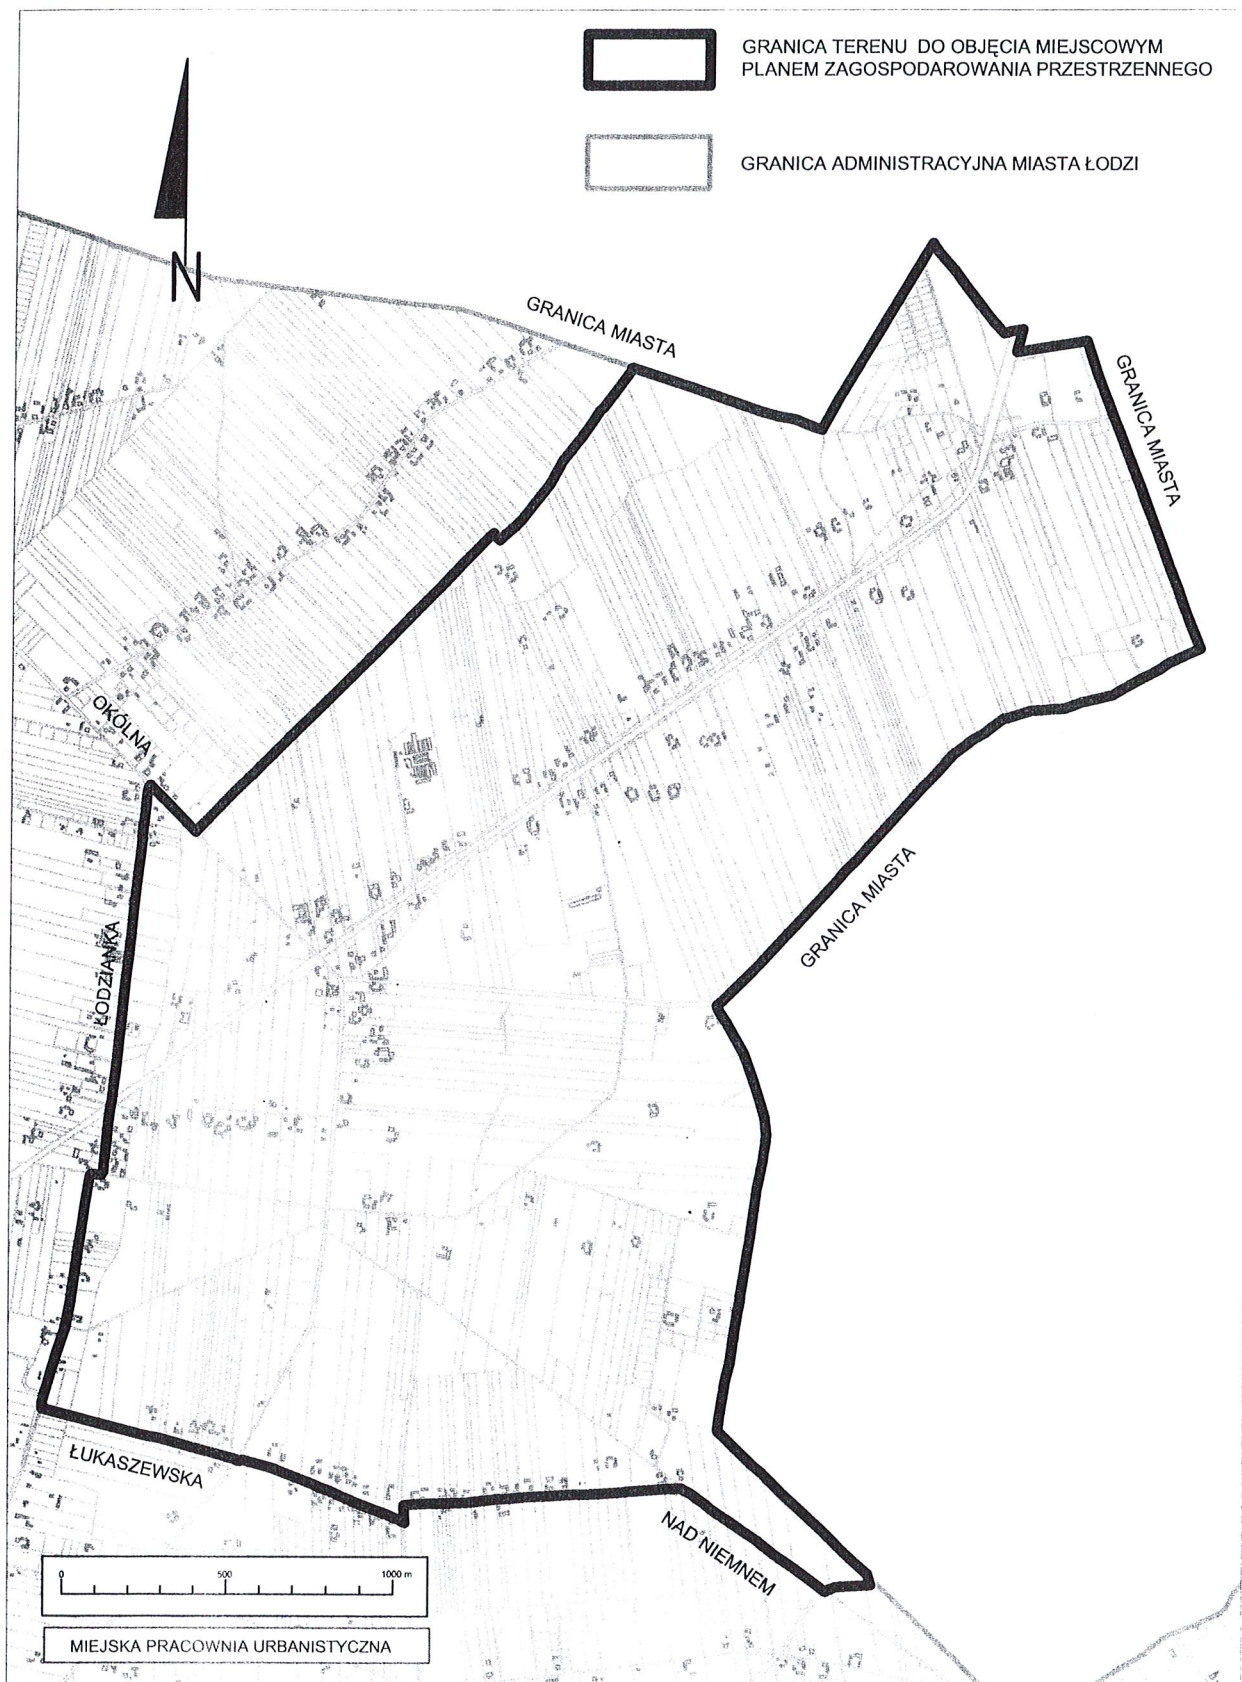 GRANICA TERENU DO OBJĘCIA MIEJSCOWYM
PLANEM ZAGOSPODAROWANIA PRZESTRZENNEGO
GRANICA ADMINISTRACYJNA MIASTA ŁODZI
N
GRANICA MIASTA
GRANICA MIASTA
OKÓLNA
GRANICA MIASTA
ŁODZIANKA
ŁUKASZEWSKA
NAD NIEMNEM
0 500 1000 m
MIEJSKA PRACOWNIA URBANISTYCZNA